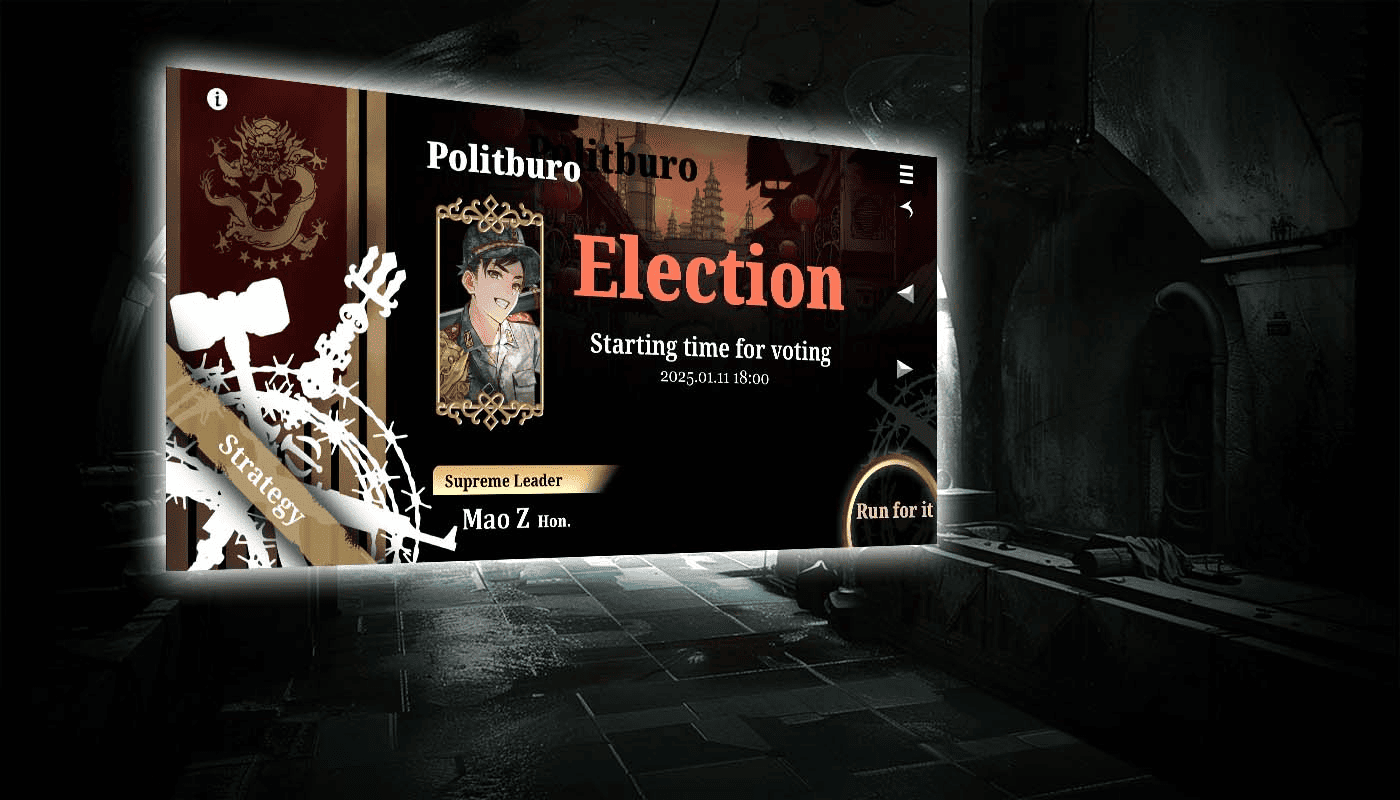 Politburo
Politburo
Election
Starting time for voting
2025.01.11 18:00
Strategy
Supreme Leader
Mao Z Hon.
Run for it